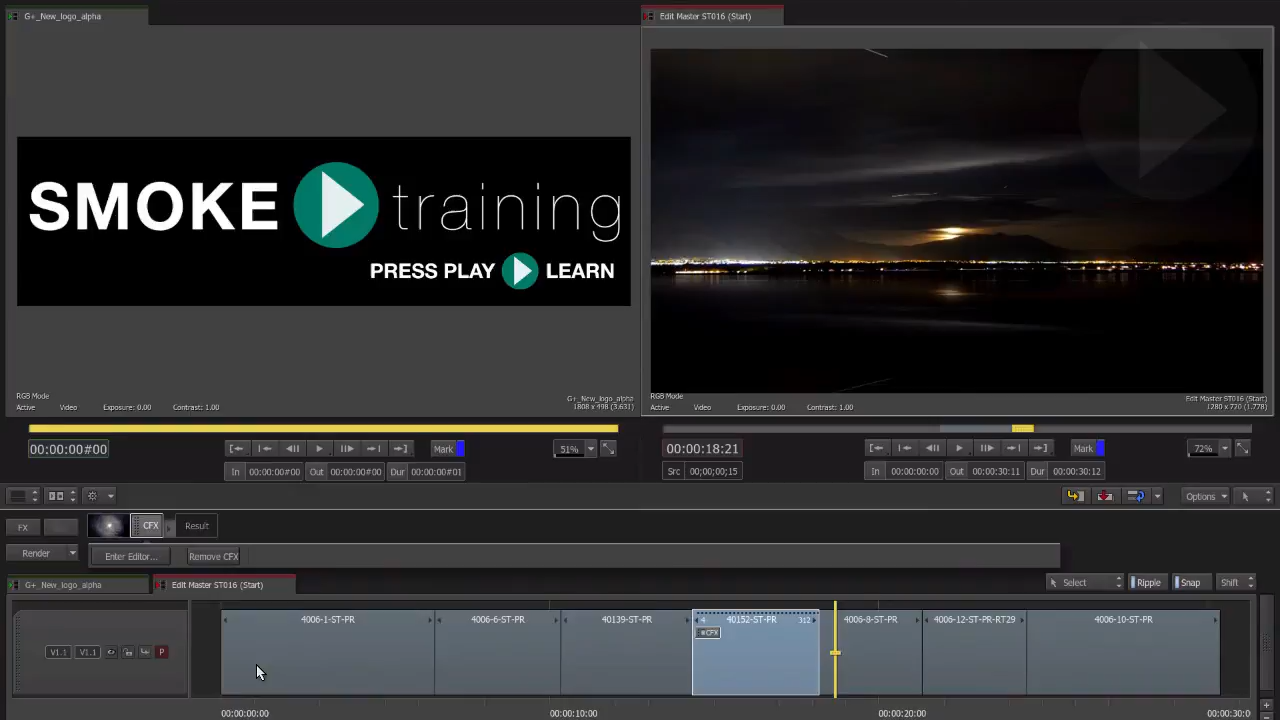 G+_New_logo_alpha
Edit Master ST016 (Start)
SMOKE training
PRESS PLAY LEARN
RGB Mode
Active Video Exposure: 0.00 Contrast: 1.00
G+_New_logo_alpha
1808 x 498 (3.631)
RGB Mode
Active Video Exposure: 0.00 Contrast: 1.00
Edit Master ST016 (Start)
1280 x 720 (1.778)
00:00:00#00
Mark
51%
In 00:00:00#00 Out 00:00:00#00 Dur 00:00:00#01
00:00:18:21
Mark
72%
Src 00;00;00;15
In 00:00:00:00 Out 00:00:30:11 Dur 00:00:30:12
Options
FX CFX Result
Render Enter Editor... Remove CFX
G+_New_logo_alpha Edit Master ST016 (Start)
Select Ripple Snap Shift
4006-1-ST-PR 4006-6-ST-PR 40139-ST-PR 4 40152-ST-PR 312 4006-8-ST-PR 4006-12-ST-PR-RT29 4006-10-ST-PR
CFX
V1.1 V1.1 P
00:00:00:00 00:00:10:00 00:00:20:00 00:00:30:0